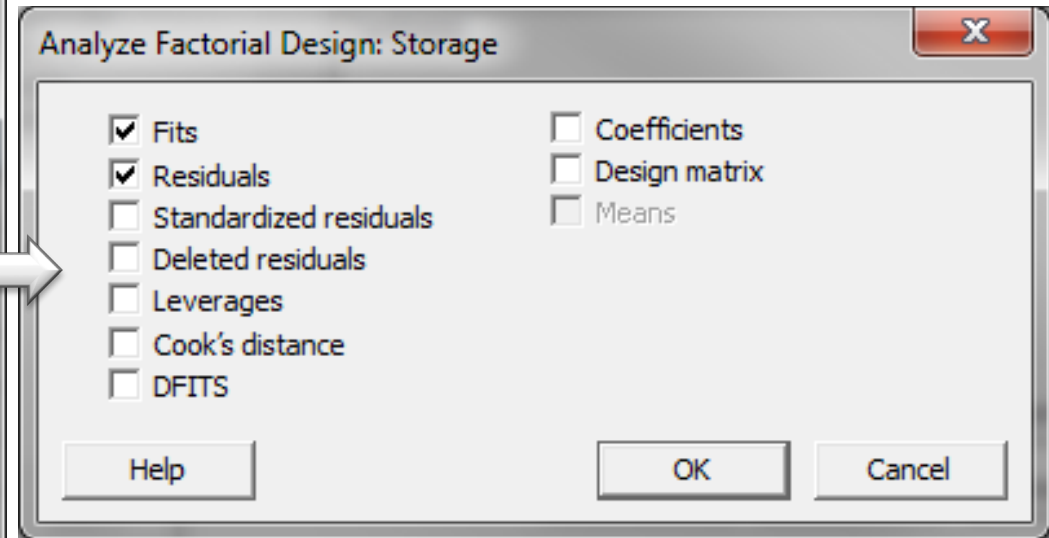 Analyze Factorial Design: Storage
Fits
Residuals
Standardized residuals
Deleted residuals
Leverages
Cook's distance
DFITS
Coefficients
Design matrix
Means
Help
OK
Cancel